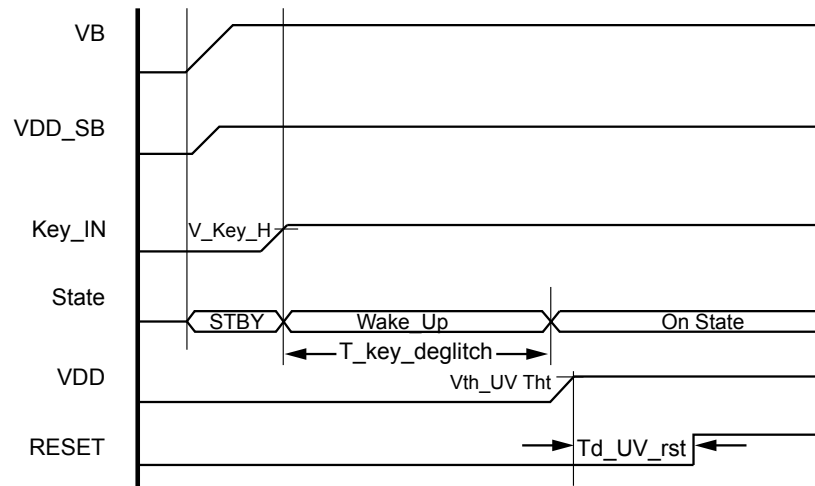 VB
VDD_SB
Key_IN
V_Key_H
State
STBY
Wake_Up
On State
T_key_deglitch
VDD
Vth_UV Tht
RESET
Td_UV_rst